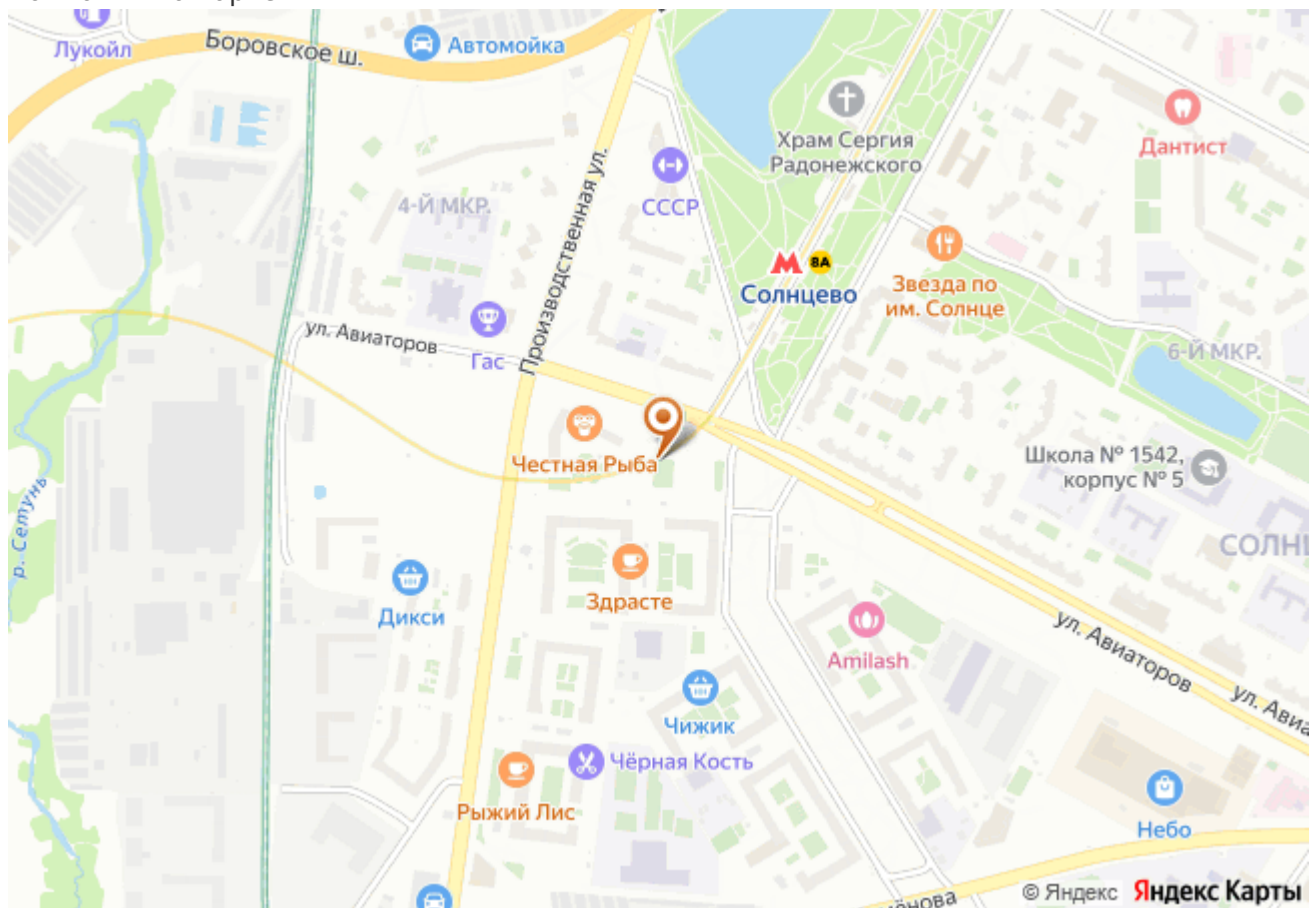 Лукойл
Боровское ш.
Автомойка
Храм Сергия
Радонежского
Дантист
4-Й МКР.
СССР
Производственная ул.
8А
Солнцево
Звезда по
им. Солнце
ул. Авиаторов
Гас
6-Й МКР.
Честная Рыба
Школа № 1542,
корпус № 5
р. Сетунь
Здрасте
Дикси
Amilash
ул. Авиаторов
Чижик
Чёрная Кость
Рыжий Лис
Небо
© Яндекс Яндекс Карты